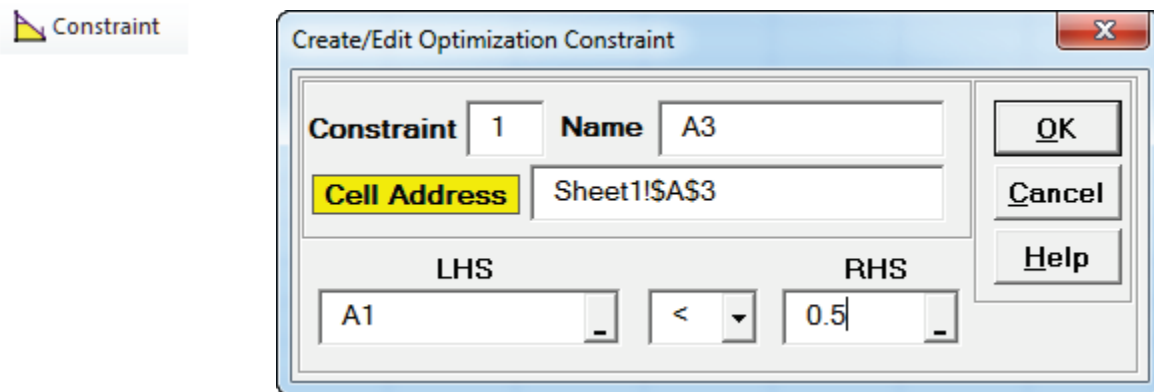 Constraint
Create/Edit Optimization Constraint
x
Constraint 1 Name A3
OK
Cell Address Sheet1!$A$3
Cancel
Help
LHS RHS
A1 _ < 0.5 _